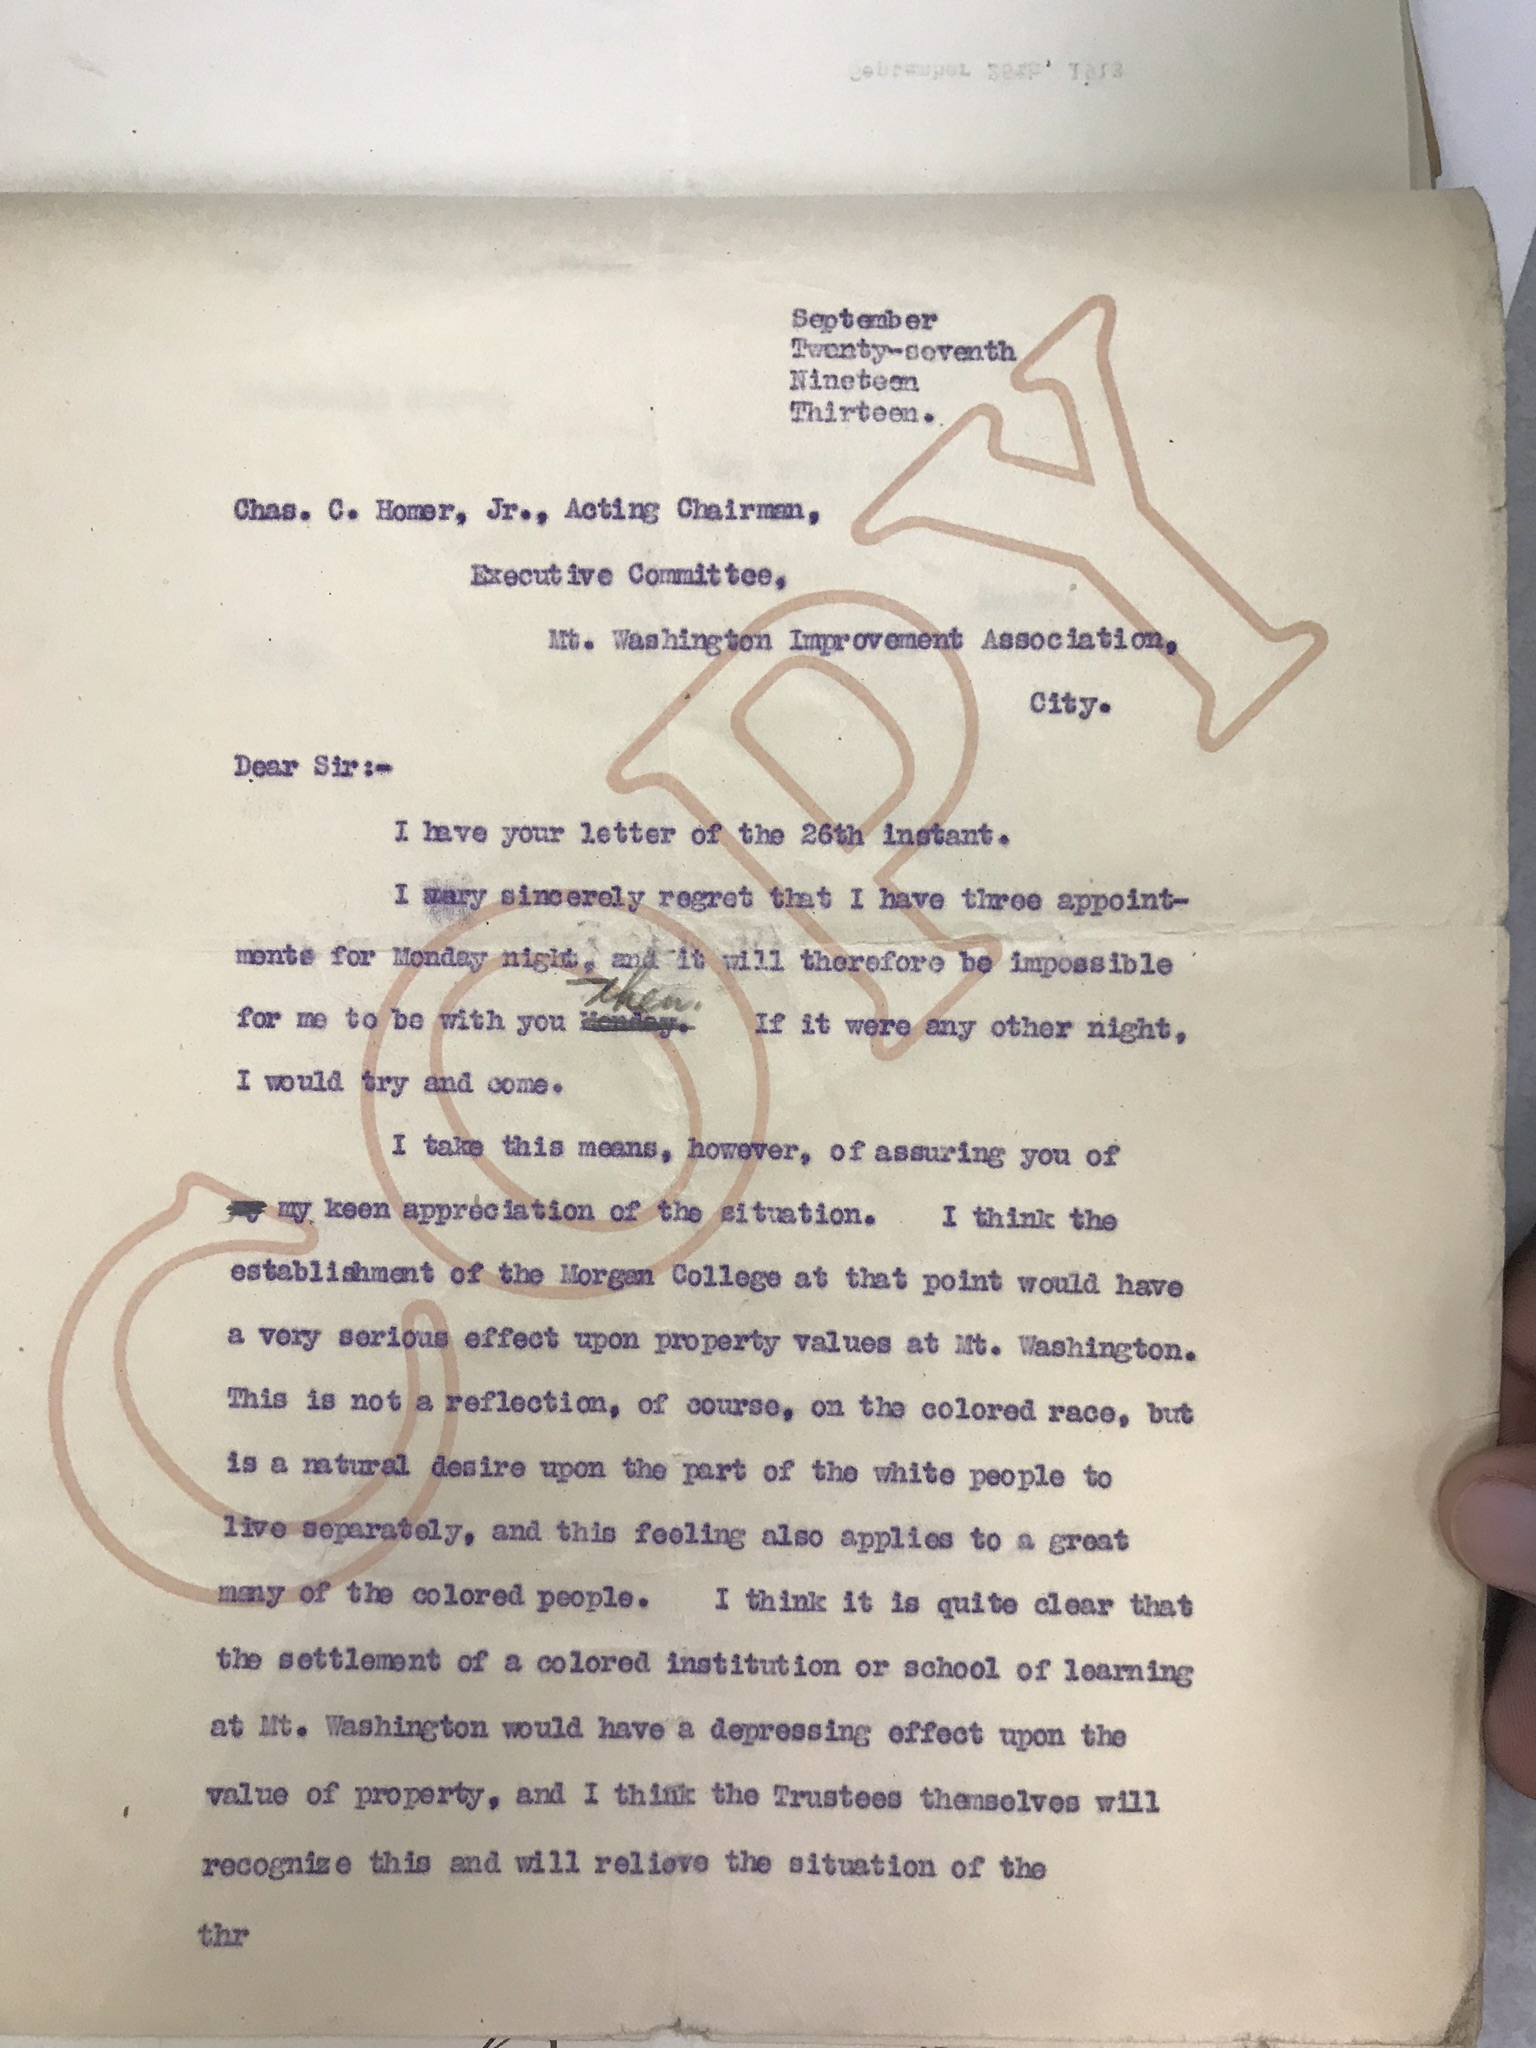 September 26th, 1913
September
Twenty-seventh
Nineteen
Thirteen.
Chas. C. Homer, Jr., Acting Chairman,
Executive Committee,
Mt. Washington Improvement Association,
City.
Dear Sir:-
I have your letter of the 26th instant.
I very sincerely regret that I have three appoint-
ments for Monday night, and it will therefore be impossible
then.
for me to be with you Monday. If it were any other night,
I would try and come.
I take this means, however, of assuring you of
my my keen appreciation of the situation. I think the
establishment of the Morgan College at that point would have
a very serious effect upon property values at Mt. Washington.
This is not a reflection, of course, on the colored race, but
is a natural desire upon the part of the white people to
live separately, and this feeling also applies to a great
many of the colored people. I think it is quite clear that
the settlement of a colored institution or school of learning
at Mt. Washington would have a depressing effect upon the
value of property, and I think the Trustees themselves will
recognize this and will relieve the situation of the
thr
COPY